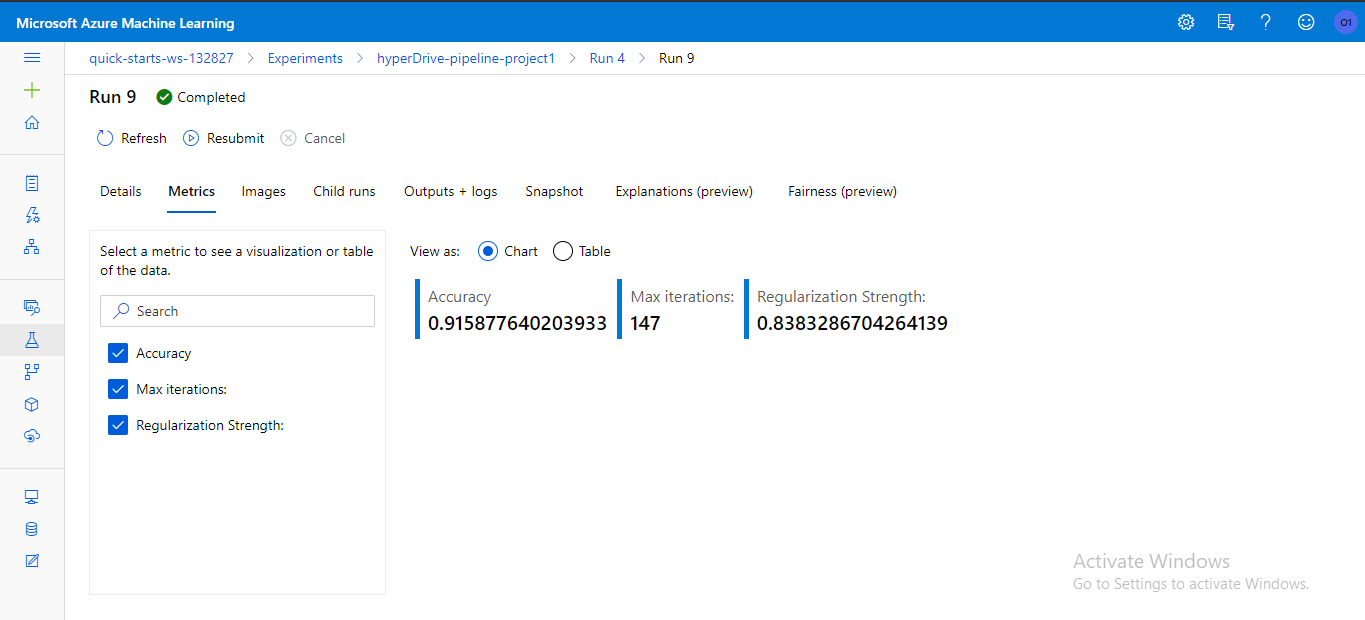 Microsoft Azure Machine Learning
O1
quick-starts-ws-132827 > Experiments > hyperDrive-pipeline-project1 > Run 4 > Run 9
Run 9 Completed
Refresh Resubmit Cancel
Details Metrics Images Child runs Outputs + logs Snapshot Explanations (preview) Fairness (preview)
Select a metric to see a visualization or table
of the data.
Search
Accuracy
Max iterations:
Regularization Strength:
View as: Chart Table
Accuracy
0.915877640203933
Max iterations:
147
Regularization Strength:
0.8383286704264139
Activate Windows
Go to Settings to activate Windows.